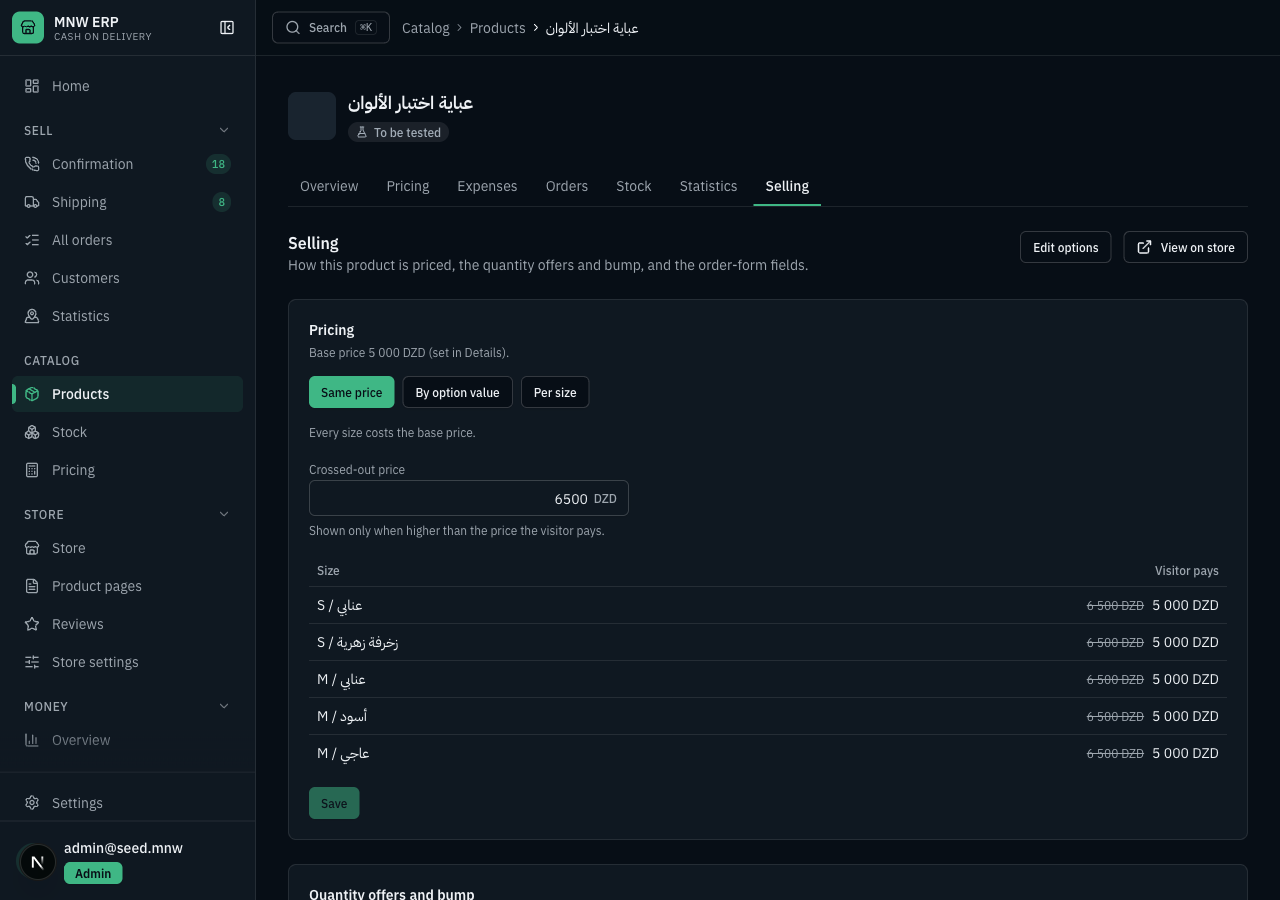 MNW ERP
CASH ON DELIVERY
Search ⌘K
Catalog > Products > عباية اختبار الألوان
Home
SELL
Confirmation 18
Shipping 8
All orders
Customers
Statistics
CATALOG
Products
Stock
Pricing
STORE
Store
Product pages
Reviews
Store settings
MONEY
Overview
Settings
N
admin@seed.mnw
Admin
عباية اختبار الألوان
To be tested
Overview Pricing Expenses Orders Stock Statistics Selling
Selling
How this product is priced, the quantity offers and bump, and the order-form fields.
Edit options
View on store
Pricing
Base price 5 000 DZD (set in Details).
Same price By option value Per size
Every size costs the base price.
Crossed-out price
6500 DZD
Shown only when higher than the price the visitor pays.
Size Visitor pays
S / عنابي 6 500 DZD 5 000 DZD
S / زخرفة زهرية 6 500 DZD 5 000 DZD
M / عنابي 6 500 DZD 5 000 DZD
M / أسود 6 500 DZD 5 000 DZD
M / عاجي 6 500 DZD 5 000 DZD
Save
Quantity offers and bump